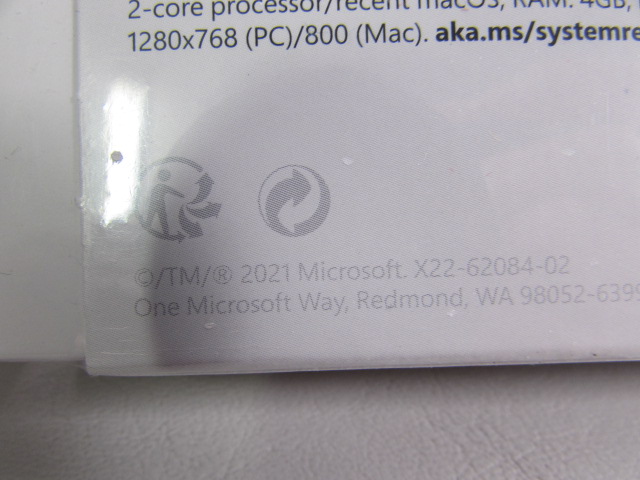 2-core processor/recent macOS, RAM: 4GB,
1280x768 (PC)/800 (Mac). aka.ms/systemre
©/TM/® 2021 Microsoft. X22-62084-02
One Microsoft Way, Redmond, WA 98052-6399